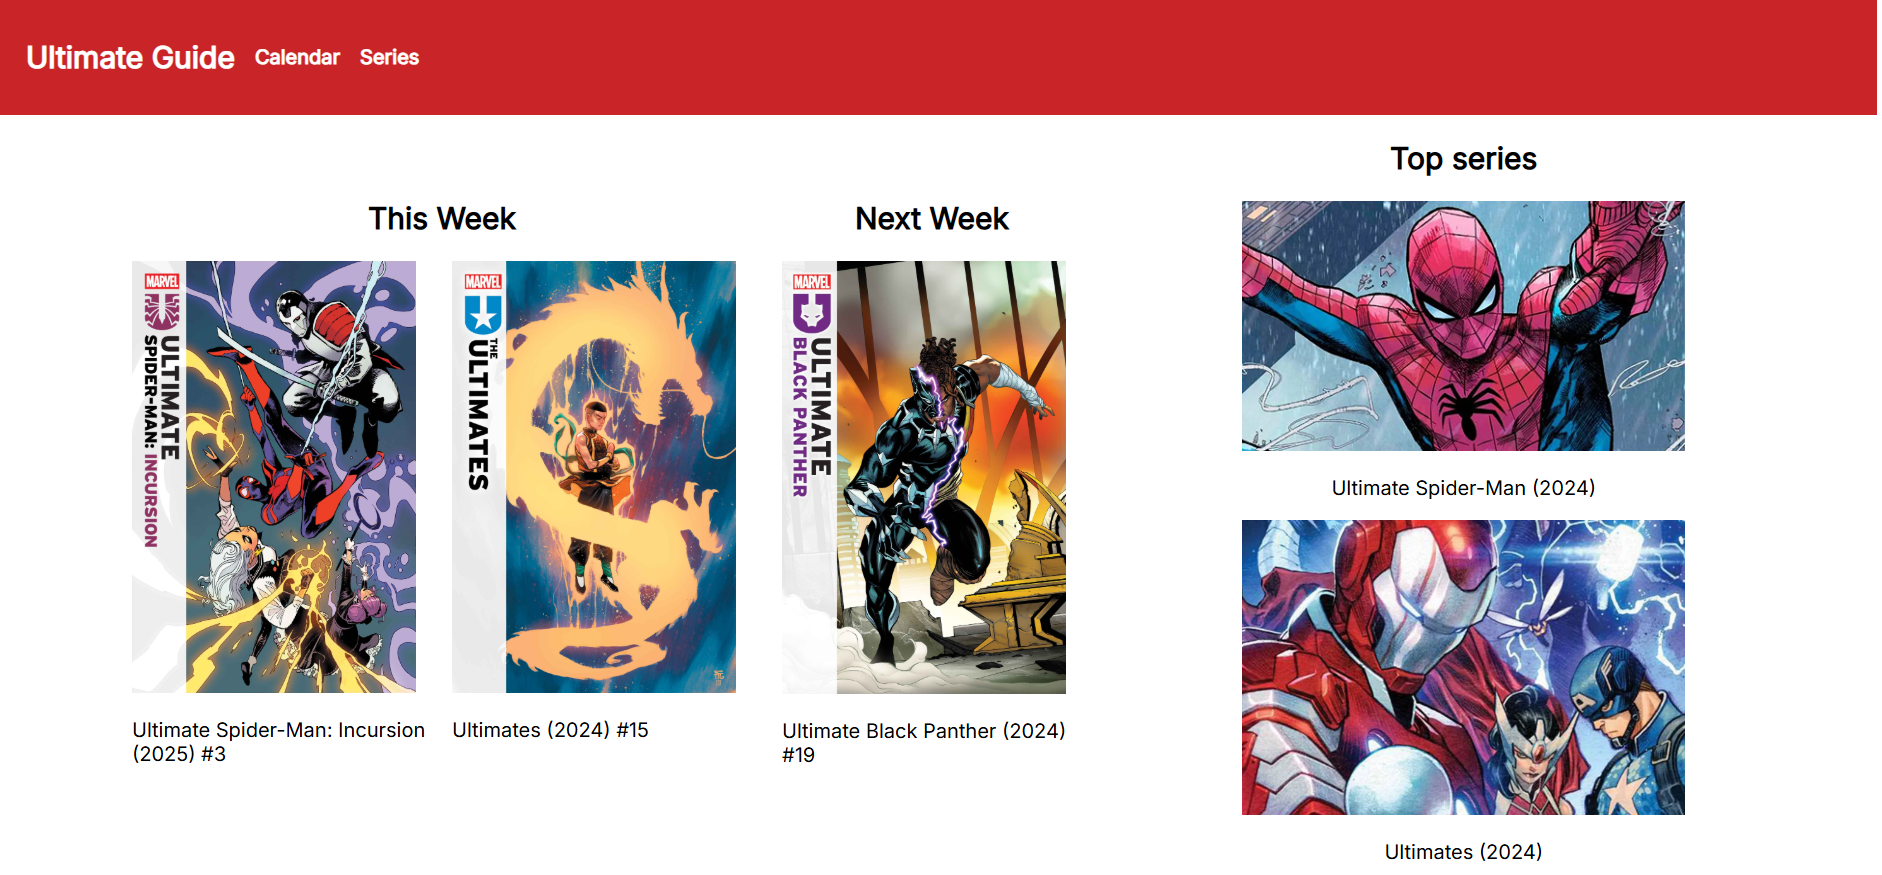 Ultimate Guide Calendar Series
This Week
MARVEL
ULTIMATE
SPIDER-MAN: INCURSION
Ultimate Spider-Man: Incursion
(2025) #3
MARVEL
THE
ULTIMATES
Ultimates (2024) #15
Next Week
MARVEL
ULTIMATE
BLACK PANTHER
Ultimate Black Panther (2024)
#19
Top series
Ultimate Spider-Man (2024)
Ultimates (2024)